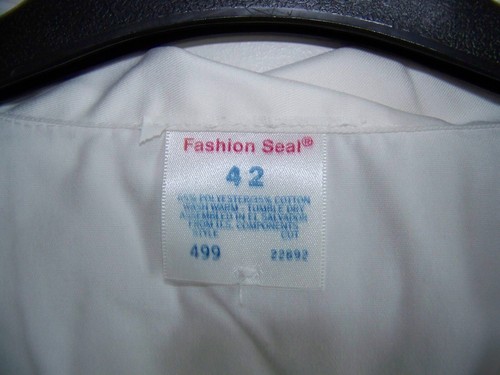 Fashion Seal®
42
65% POLYESTER/35% COTTON
WASH WARM - TUMBLE DRY
ASSEMBLED IN EL SALVADOR
FROM U.S. COMPONENTS
STYLE CUT
499 22892